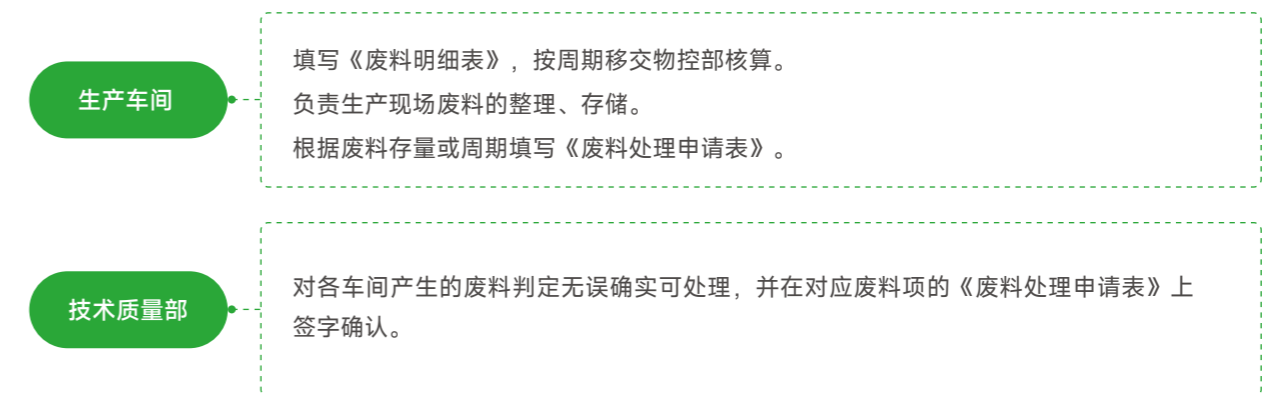 生产车间
填写《废料明细表》，按周期移交物控部核算。
负责生产现场废料的整理、存储。
根据废料存量或周期填写《废料处理申请表》。
技术质量部
对各车间产生的废料判定无误确实可处理，并在对应废料项的《废料处理申请表》上
签字确认。